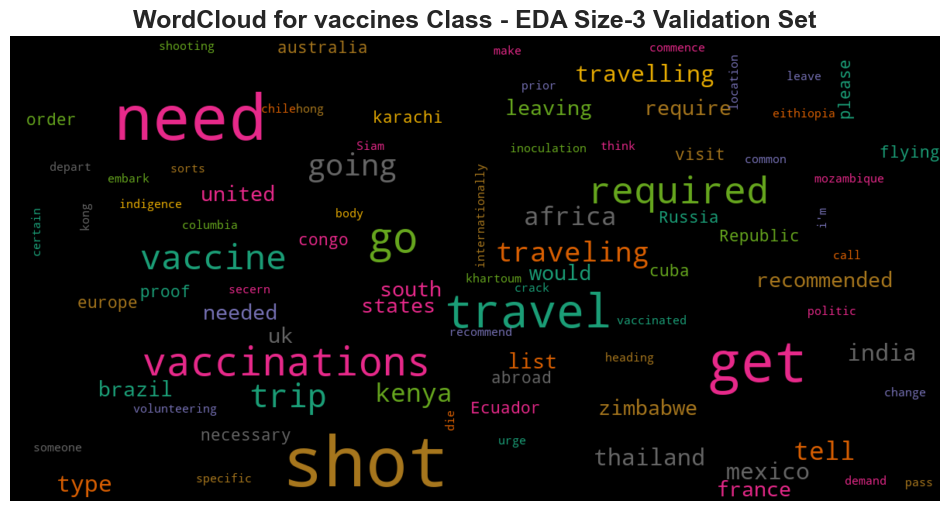 WordCloud for vaccines Class - EDA Size-3 Validation Set
shooting
australia
make
commence
travelling
prior
location
leave
please
need
chilehong
karachi
leaving
require
eithiopia
order
Siam
inoculation
think
visit
common
flying
depart
sorts
going
embark
united
internationally
required
mozambique
indigence
body
africa
Russia
i'm
certain
kong
columbia
congo
go
traveling
Republic
vaccine
would
cuba
call
khartoum
crack
recommended
proof
secern
south
europe
states
travel
politic
needed
vaccinated
uk
recommend
vaccinations
list
heading
get
india
abroad
brazil
trip
kenya
change
volunteering
Ecuador
zimbabwe
die
necessary
urge
someone
shot
thailand
tell
mexico
type
specific
france
demand
pass